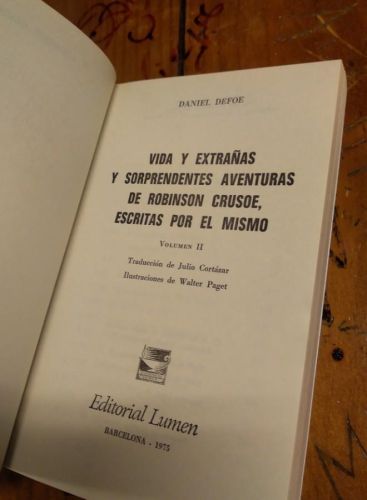 DANIEL DEFOE
VIDA Y EXTRAÑAS
Y SORPRENDENTES AVENTURAS
DE ROBINSON CRUSOE,
ESCRITAS POR EL MISMO
VOLUMEN II
Traducción de Julio Cortázar
Ilustraciones de Walter Paget
Editorial Lumen
BARCELONA - 1975